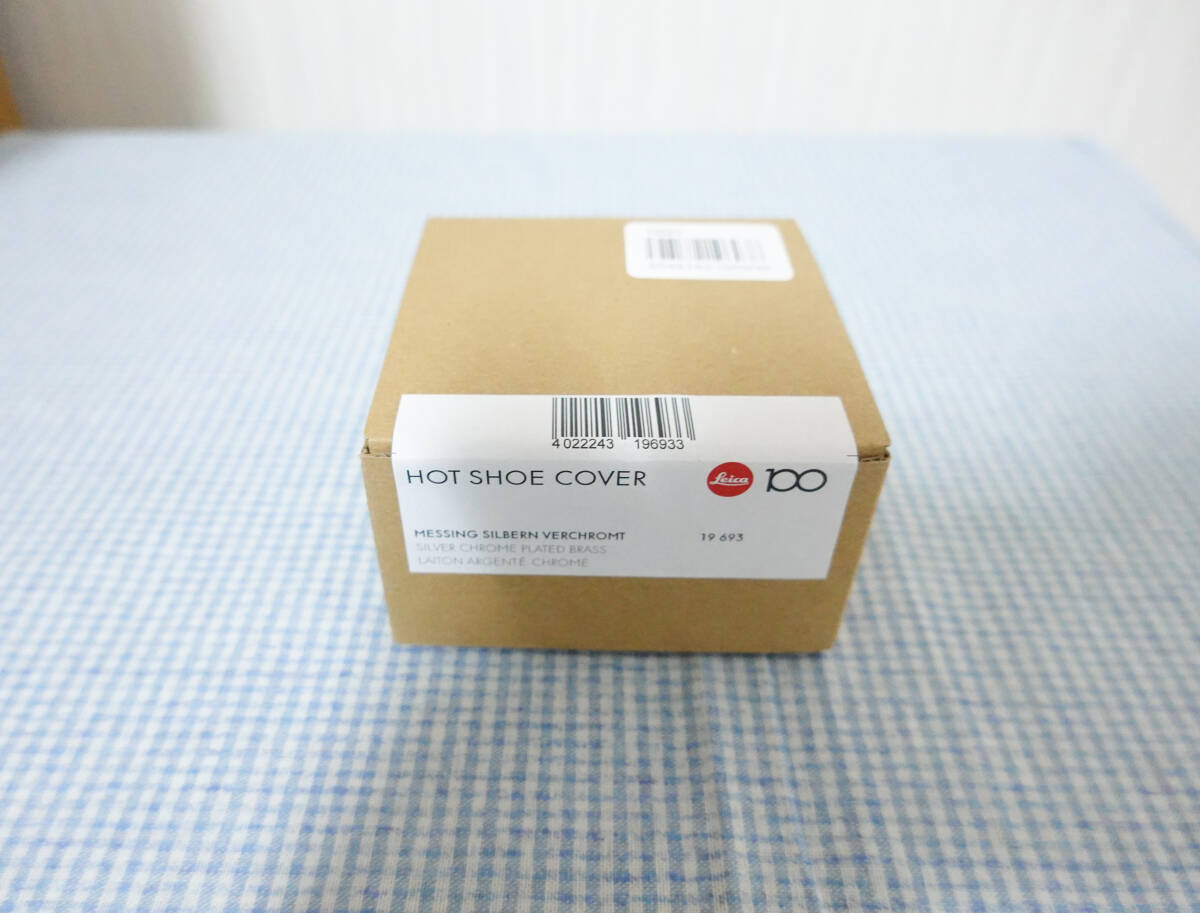 4 022243 196933
HOT SHOE COVER
Leica 100
MESSING SILBERN VERCHROMT 19 693
SILVER CHROME PLATED BRASS
LAITON ARGENTÉ CHROMÉ